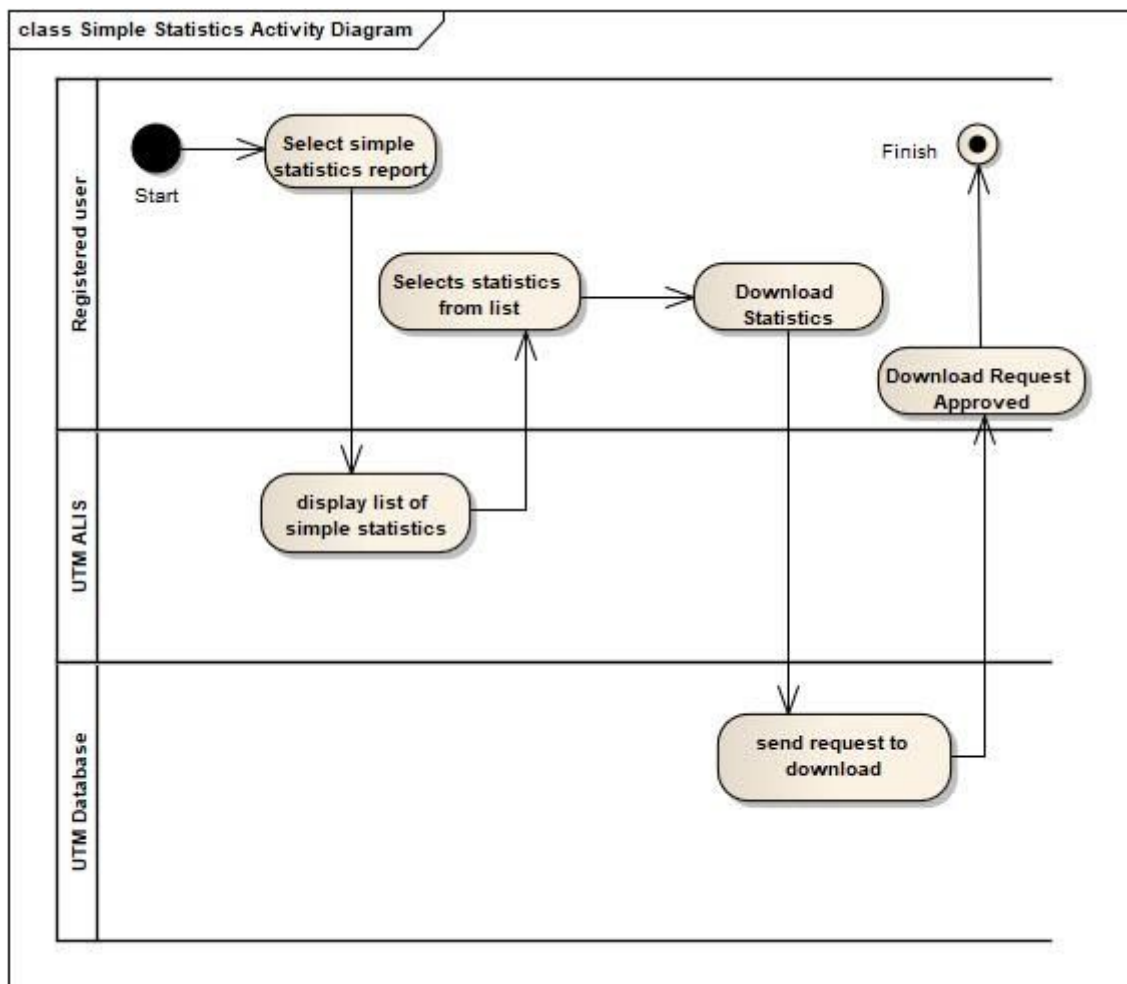 class Simple Statistics Activity Diagram
Registered user
Start
Select simple
statistics report
Finish
Selects statistics
from list
Download
Statistics
Download Request
Approved
UTM ALIS
display list of
simple statistics
UTM Database
send request to
download